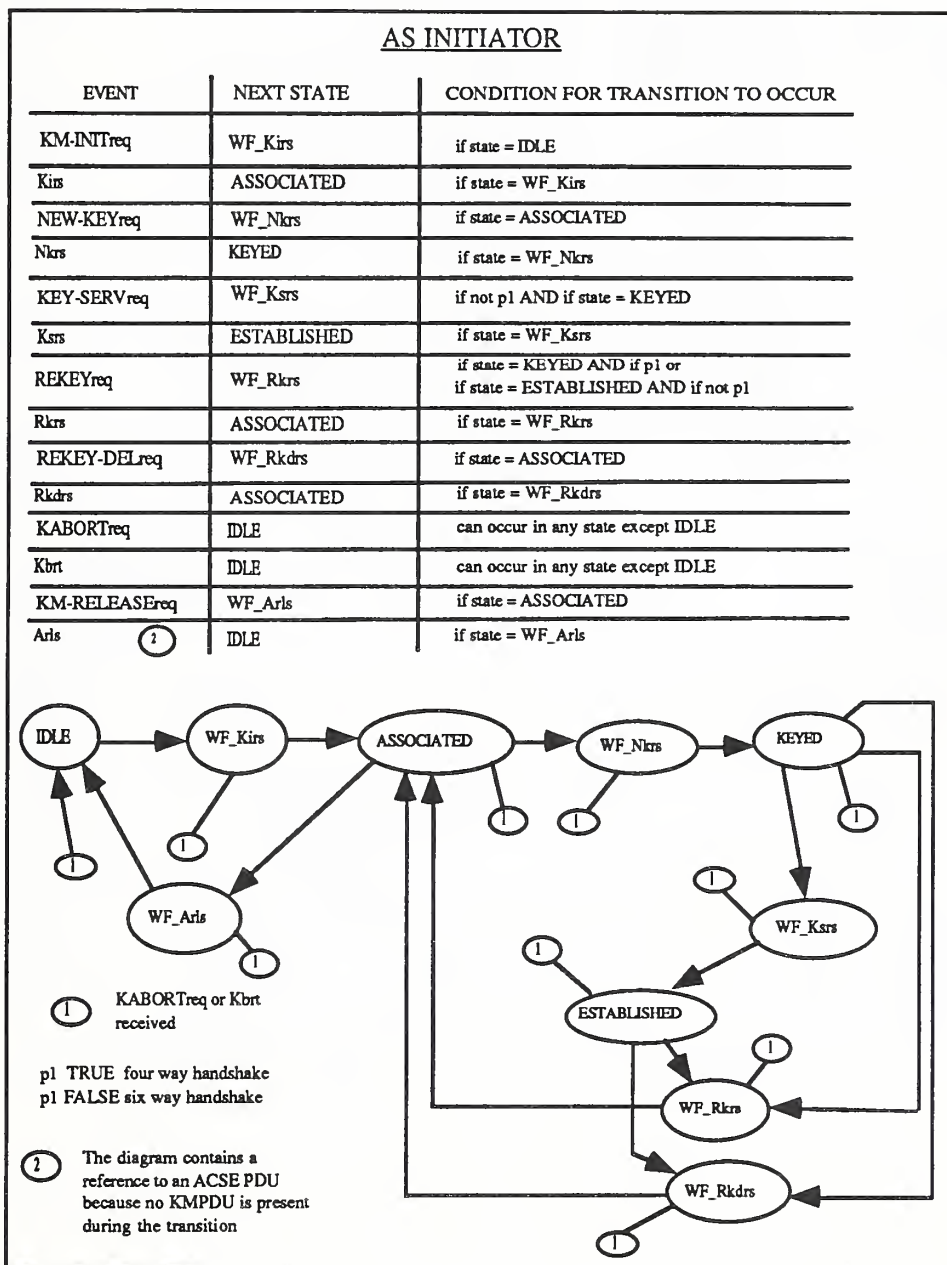 AS INITIATOR
EVENT NEXT STATE CONDITION FOR TRANSITION TO OCCUR
KM-INITreq WF_Kirs if state = IDLE
Kirs ASSOCIATED if state = WF_Kirs
NEW-KEYreq WF_Nkrs if state = ASSOCIATED
Nkrs KEYED if state = WF_Nkrs
KEY-SERVreq WF_Ksrs if not p1 AND if state = KEYED
Ksrs ESTABLISHED if state = WF_Ksrs
REKEYreq WF_Rkrs if state = KEYED AND if p1 or
if state = ESTABLISHED AND if not p1
Rkrs ASSOCIATED if state = WF_Rkrs
REKEY-DELreq WF_Rkdrs if state = ASSOCIATED
Rkdrs ASSOCIATED if state = WF_Rkdrs
KABORTreq IDLE can occur in any state except IDLE
Kbrt IDLE can occur in any state except IDLE
KM-RELEASEreq WF_Arls if state = ASSOCIATED
Arls 2 IDLE if state = WF_Arls
IDLE WF_Kirs ASSOCIATED WF_Nkrs KEYED
1 1 1 1 1
WF_Arls 1
1 WF_Ksrs
1
ESTABLISHED
1 KABORTreq or Kbrt
received
1
p1 TRUE four way handshake
p1 FALSE six way handshake
WF_Rkrs
2 The diagram contains a
reference to an ACSE PDU
because no KMPDU is present
during the transition
WF_Rkdrs
1